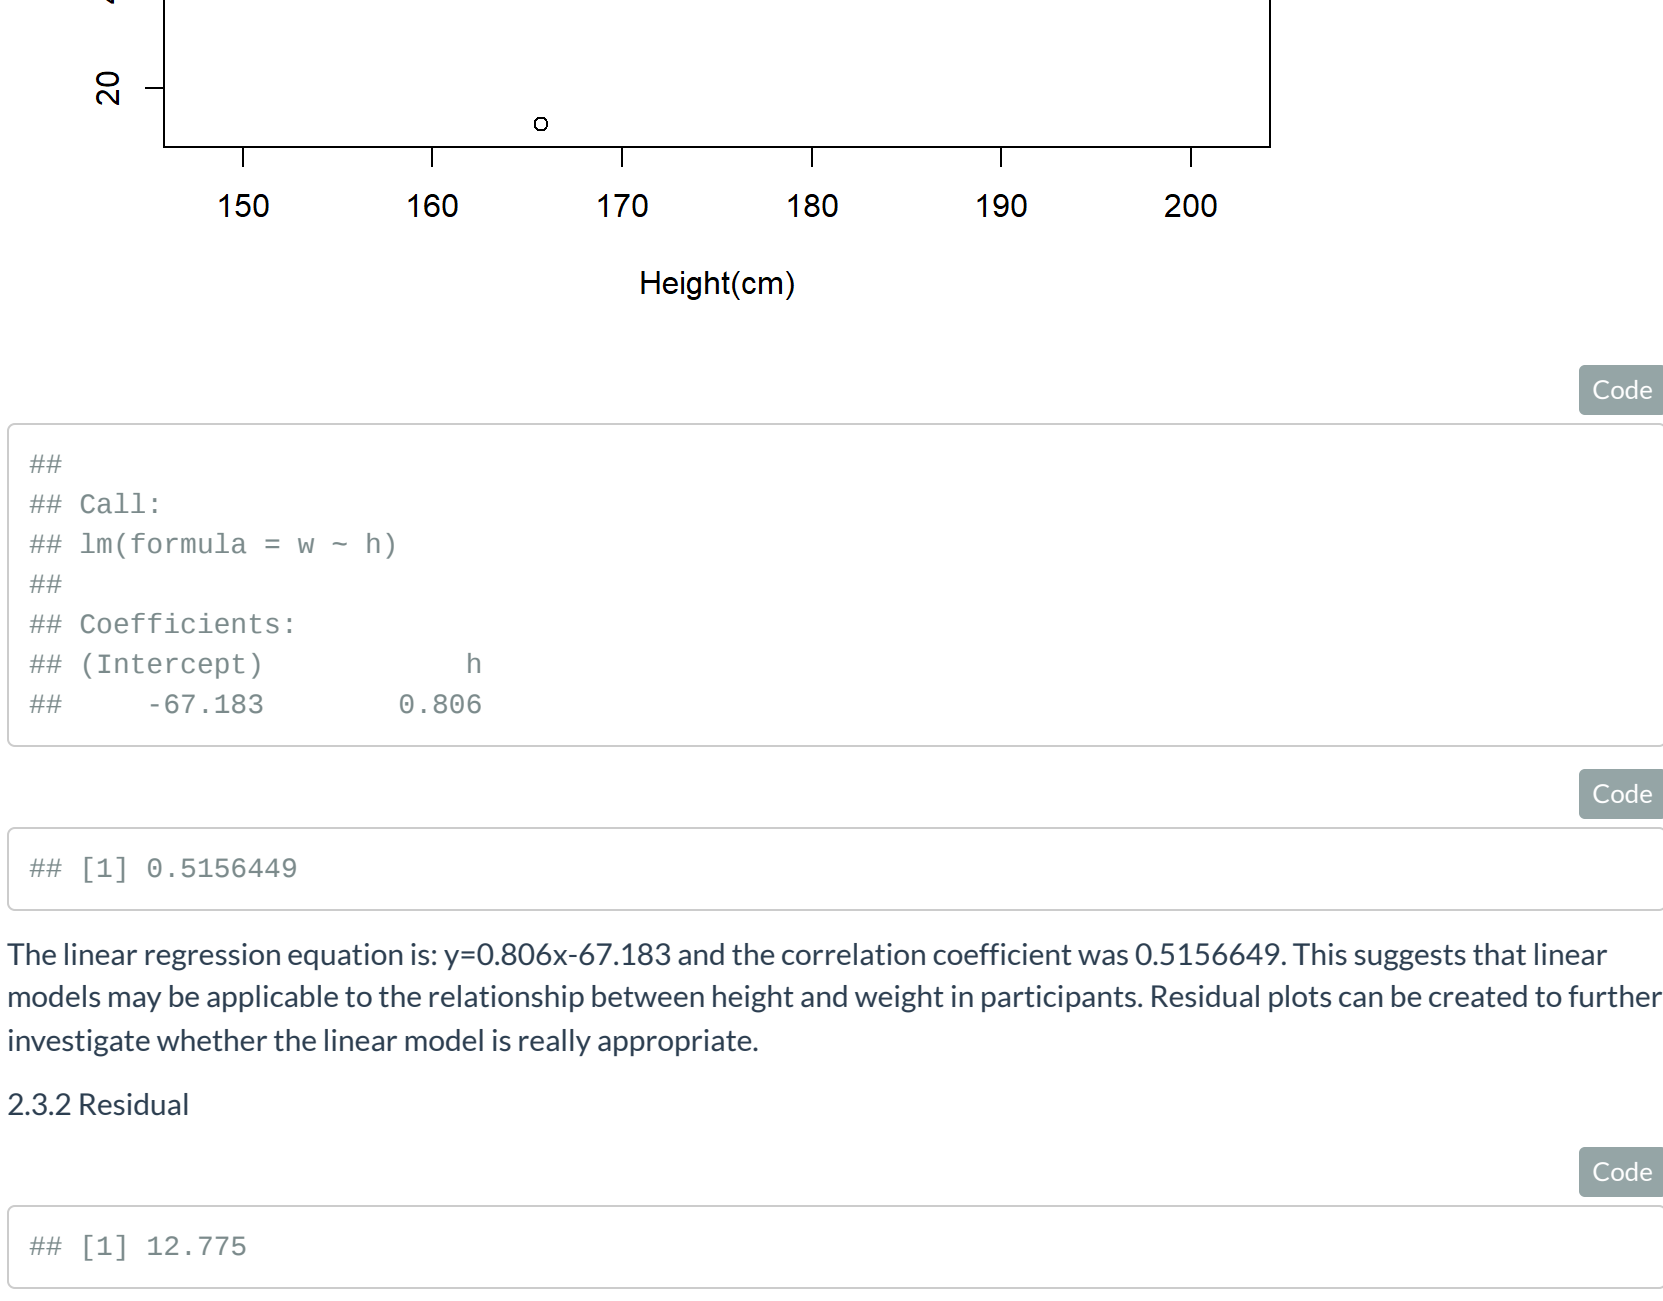 20
150 160 170 180 190 200
Height(cm)
Code
##
## Call:
## lm(formula = w ~ h)
##
## Coefficients:
## (Intercept)            h
##     -67.183        0.806
Code
## [1] 0.5156449
The linear regression equation is: y=0.806x-67.183 and the correlation coefficient was 0.5156649. This suggests that linear
models may be applicable to the relationship between height and weight in participants. Residual plots can be created to further
investigate whether the linear model is really appropriate.
2.3.2 Residual
Code
## [1] 12.775